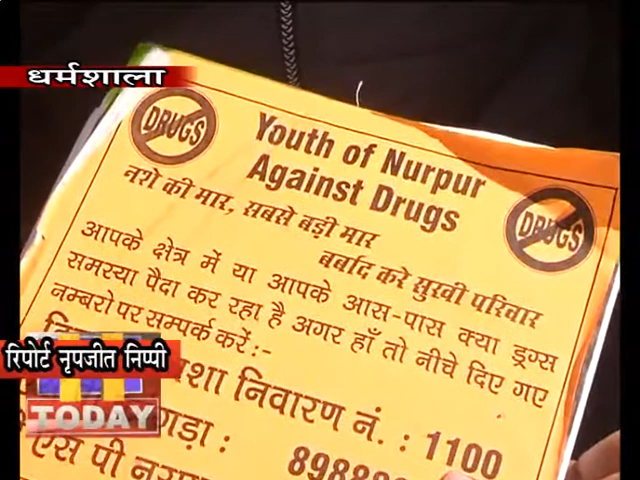 धर्मशाला
DRUGS
Youth of Nurpur
Against Drugs
DRUGS
नशे की मार, सबसे बड़ी मार
बर्बाद करे सुखी परिवार
आपके क्षेत्र में या आपके आस-पास क्या ड्रग्स
समस्या पैदा कर रहा है अगर हाँ तो नीचे दिए गए
नम्बरो पर सम्पर्क करें:-
निवारण नं. : 1100
रिपोर्ट नृपजीत निप्पी
TODAY
एस पी